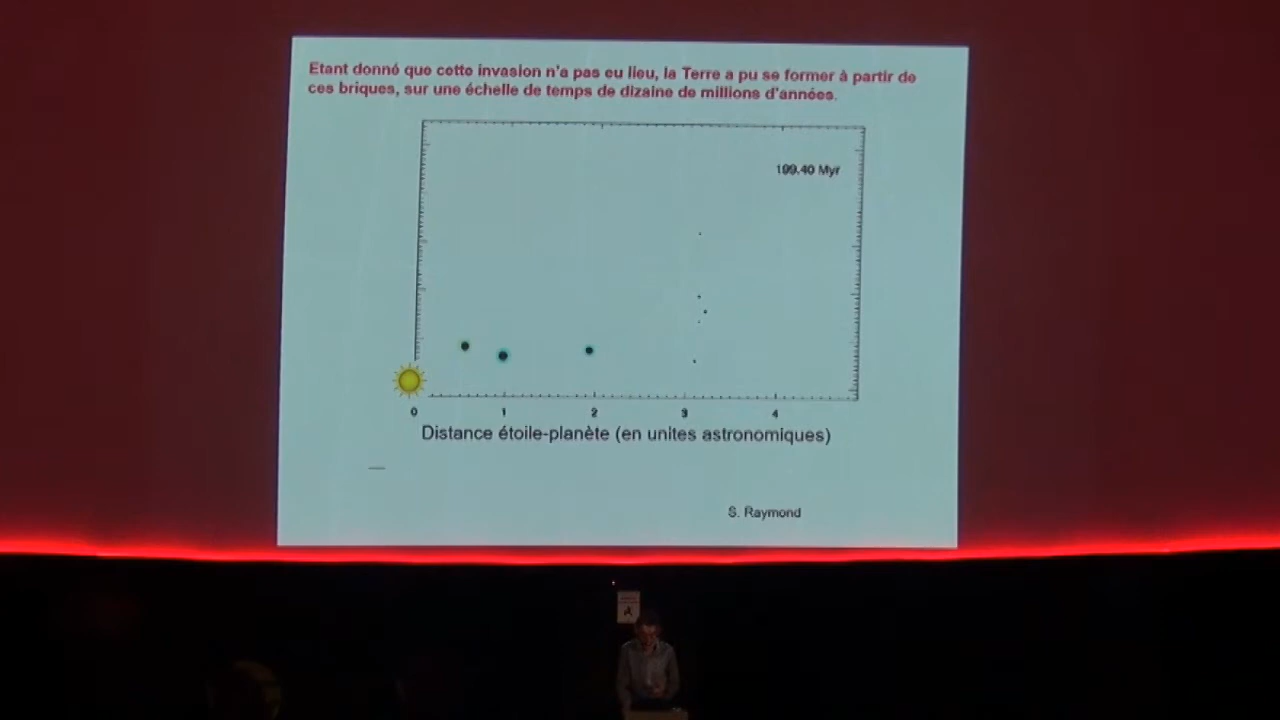 Etant donné que cette invasion n'a pas eu lieu, la Terre a pu se former à partir de
ces briques, sur une échelle de temps de dizaine de millions d'années.
199.40 Myr
0 1 2 3 4
Distance étoile-planète (en unites astronomiques)
S. Raymond